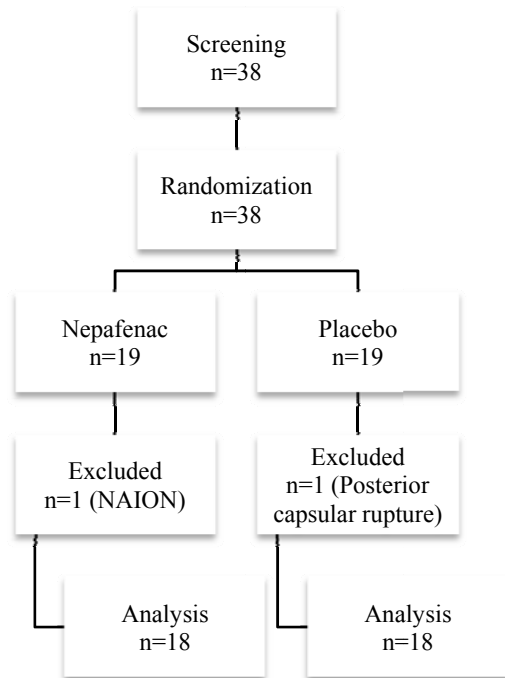 Screening
n=38
Randomization
n=38
Nepafenac
n=19
Placebo
n=19
Excluded
n=1 (NAION)
Excluded
n=1 (Posterior
capsular rupture)
Analysis
n=18
Analysis
n=18